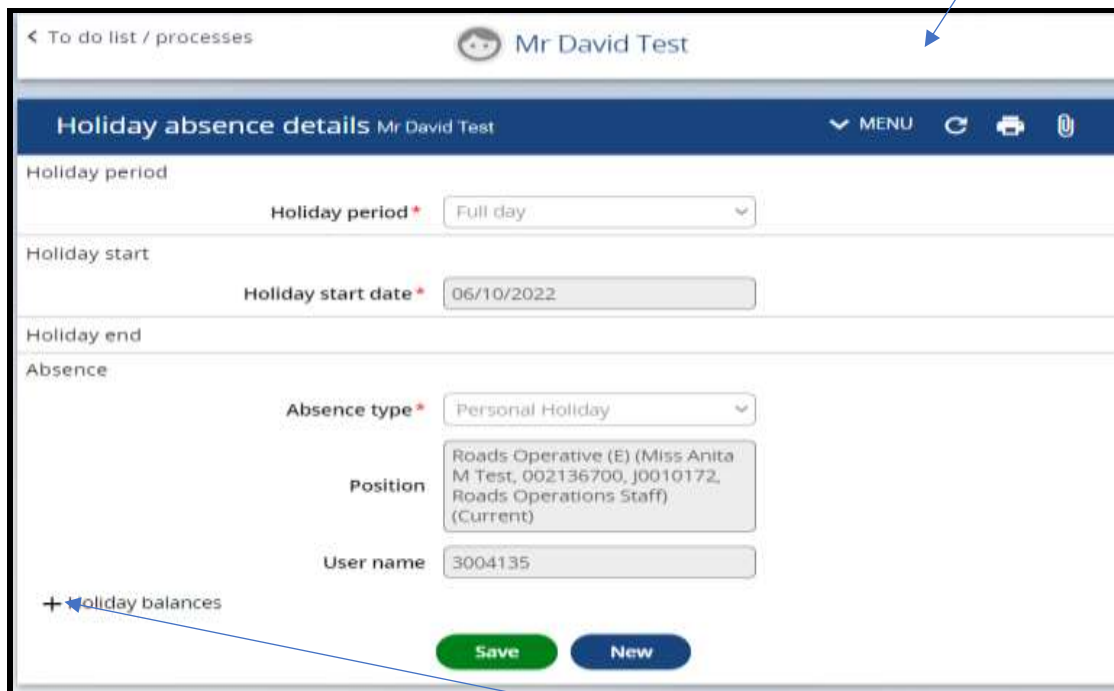 < To do list / processes
Mr David Test
Holiday absence details Mr David Test
MENU
Holiday period
Holiday period*
Full day
Holiday start
Holiday start date*
06/10/2022
Holiday end
Absence
Absence type*
Personal Holiday
Position
Roads Operative (E) (Miss Anita
M Test, 002136700, J0010172,
Roads Operations Staff)
(Current)
User name
3004135
+ Holiday balances
Save
New